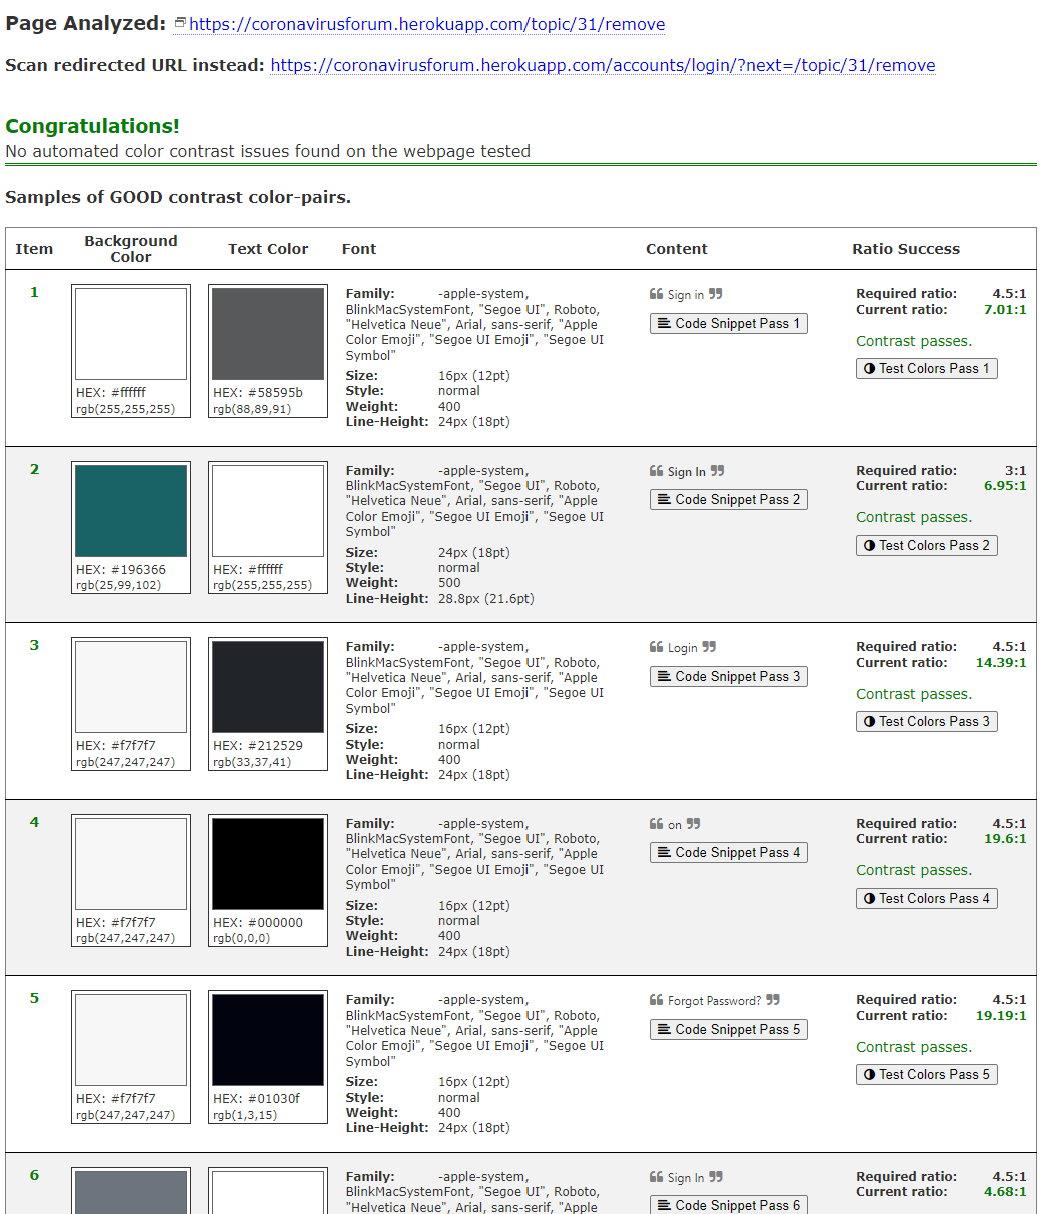 Page Analyzed: https://coronavirusforum.herokuapp.com/topic/31/remove
Scan redirected URL instead: https://coronavirusforum.herokuapp.com/accounts/login/?next=/topic/31/remove
Congratulations!
No automated color contrast issues found on the webpage tested
Samples of GOOD contrast color-pairs.
Item Background Color Text Color Font Content Ratio Success
1
HEX: #ffffff
rgb(255,255,255)
HEX: #58595b
rgb(88,89,91)
Family: -apple-system,
BlinkMacSystemFont, "Segoe UI", Roboto,
"Helvetica Neue", Arial, sans-serif, "Apple
Color Emoji", "Segoe UI Emoji", "Segoe UI
Symbol"
Size: 16px (12pt)
Style: normal
Weight: 400
Line-Height: 24px (18pt)
❝ Sign in ❞
Code Snippet Pass 1
Required ratio: 4.5:1
Current ratio: 7.01:1
Contrast passes.
Test Colors Pass 1
2
HEX: #196366
rgb(25,99,102)
HEX: #ffffff
rgb(255,255,255)
Family: -apple-system,
BlinkMacSystemFont, "Segoe UI", Roboto,
"Helvetica Neue", Arial, sans-serif, "Apple
Color Emoji", "Segoe UI Emoji", "Segoe UI
Symbol"
Size: 24px (18pt)
Style: normal
Weight: 500
Line-Height: 28.8px (21.6pt)
❝ Sign In ❞
Code Snippet Pass 2
Required ratio: 3:1
Current ratio: 6.95:1
Contrast passes.
Test Colors Pass 2
3
HEX: #f7f7f7
rgb(247,247,247)
HEX: #212529
rgb(33,37,41)
Family: -apple-system,
BlinkMacSystemFont, "Segoe UI", Roboto,
"Helvetica Neue", Arial, sans-serif, "Apple
Color Emoji", "Segoe UI Emoji", "Segoe UI
Symbol"
Size: 16px (12pt)
Style: normal
Weight: 400
Line-Height: 24px (18pt)
❝ Login ❞
Code Snippet Pass 3
Required ratio: 4.5:1
Current ratio: 14.39:1
Contrast passes.
Test Colors Pass 3
4
HEX: #f7f7f7
rgb(247,247,247)
HEX: #000000
rgb(0,0,0)
Family: -apple-system,
BlinkMacSystemFont, "Segoe UI", Roboto,
"Helvetica Neue", Arial, sans-serif, "Apple
Color Emoji", "Segoe UI Emoji", "Segoe UI
Symbol"
Size: 16px (12pt)
Style: normal
Weight: 400
Line-Height: 24px (18pt)
❝ on ❞
Code Snippet Pass 4
Required ratio: 4.5:1
Current ratio: 19.6:1
Contrast passes.
Test Colors Pass 4
5
HEX: #f7f7f7
rgb(247,247,247)
HEX: #01030f
rgb(1,3,15)
Family: -apple-system,
BlinkMacSystemFont, "Segoe UI", Roboto,
"Helvetica Neue", Arial, sans-serif, "Apple
Color Emoji", "Segoe UI Emoji", "Segoe UI
Symbol"
Size: 16px (12pt)
Style: normal
Weight: 400
Line-Height: 24px (18pt)
❝ Forgot Password? ❞
Code Snippet Pass 5
Required ratio: 4.5:1
Current ratio: 19.19:1
Contrast passes.
Test Colors Pass 5
6
Family: -apple-system,
BlinkMacSystemFont, "Segoe UI", Roboto,
"Helvetica Neue", Arial, sans-serif, "Apple
❝ Sign In ❞
Code Snippet Pass 6
Required ratio: 4.5:1
Current ratio: 4.68:1